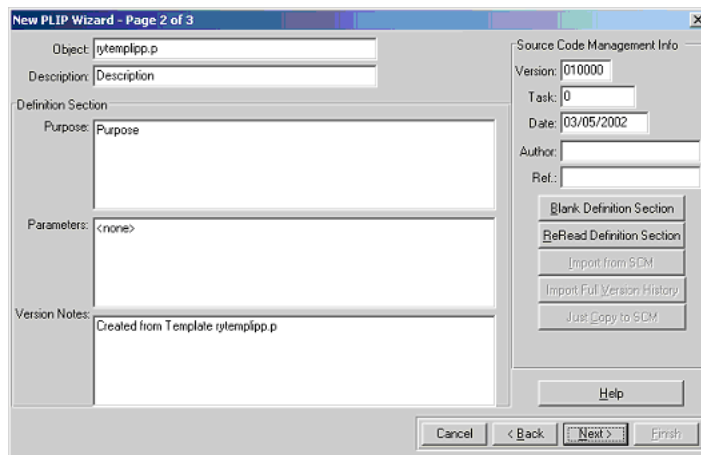 New PLIP Wizard - Page 2 of 3
Object: rytemplipp.p
Description: Description
Definition Section
Purpose: Purpose
Parameters: <none>
Version Notes: Created from Template rytemplipp.p
Source Code Management Info
Version: 010000
Task: 0
Date: 03/05/2002
Author:
Ref.:
Blank Definition Section
ReRead Definition Section
Import from SCM
Import Full Version History
Just Copy to SCM
Help
Cancel
< Back
Next >
Finish